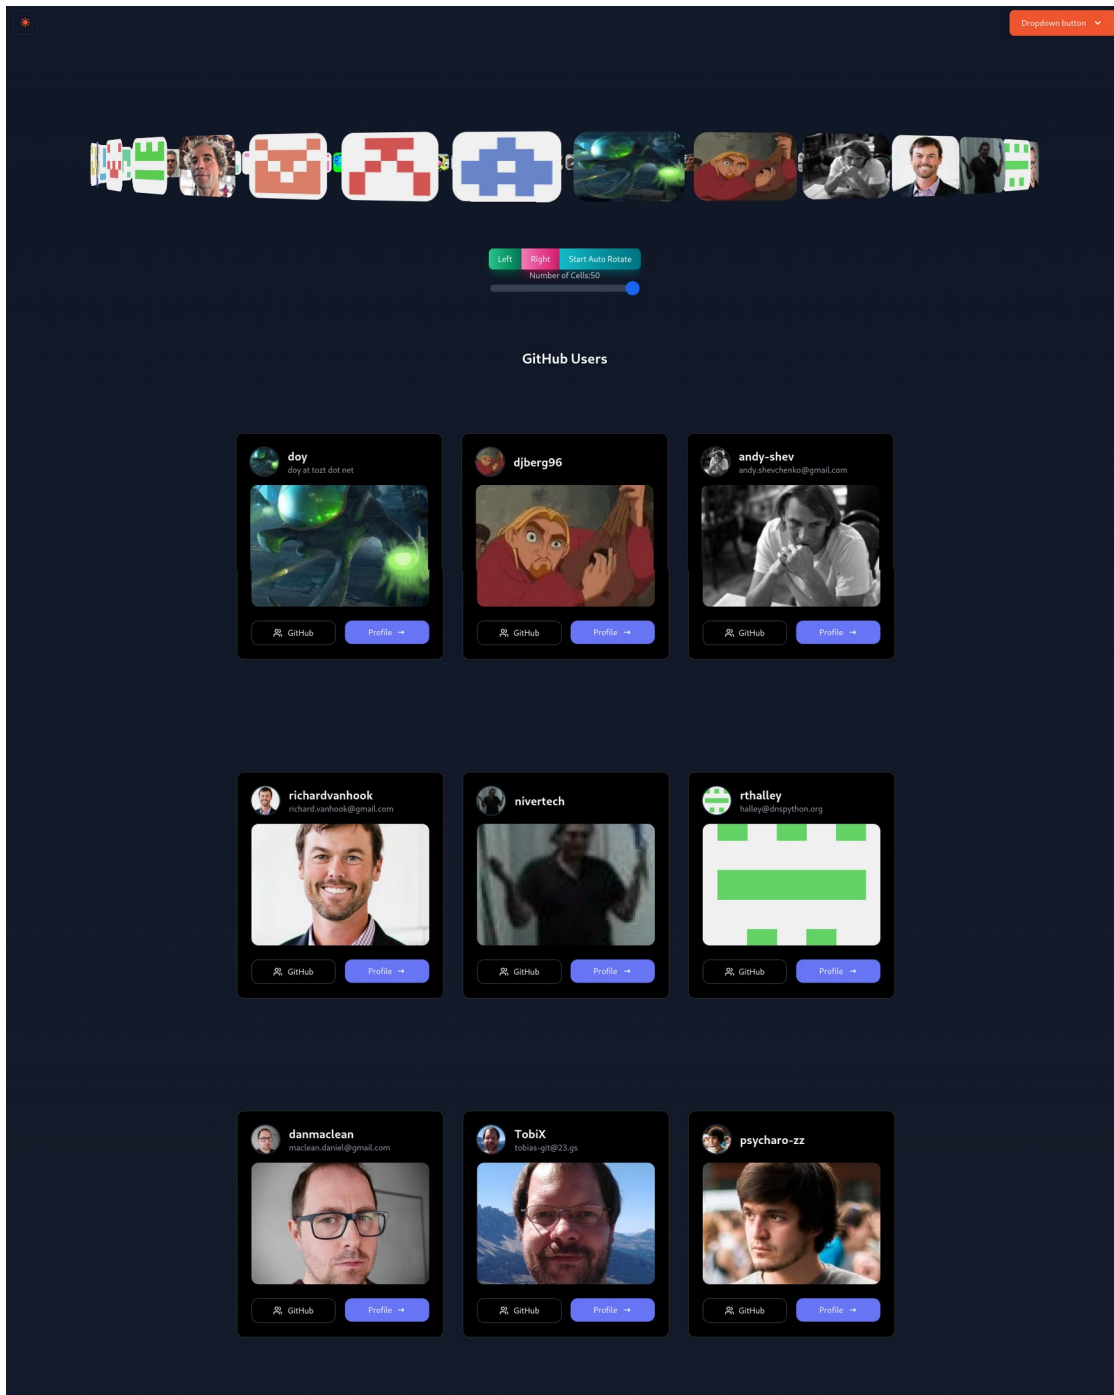 Dropdown button
Left
Right
Start Auto Rotate
Number of Cells:50
GitHub Users
doy
doy at tozt dot net
djberg96
andy-shev
andy.shevchenko@gmail.com
GitHub
Profile →
GitHub
Profile →
GitHub
Profile →
richardvanhook
richard.vanhook@gmail.com
nivertech
rthalley
halley@dnspython.org
GitHub
Profile →
GitHub
Profile →
GitHub
Profile →
danmaclean
maclean.daniel@gmail.com
TobiX
tobias-git@23.gs
psycharo-zz
GitHub
Profile →
GitHub
Profile →
GitHub
Profile →